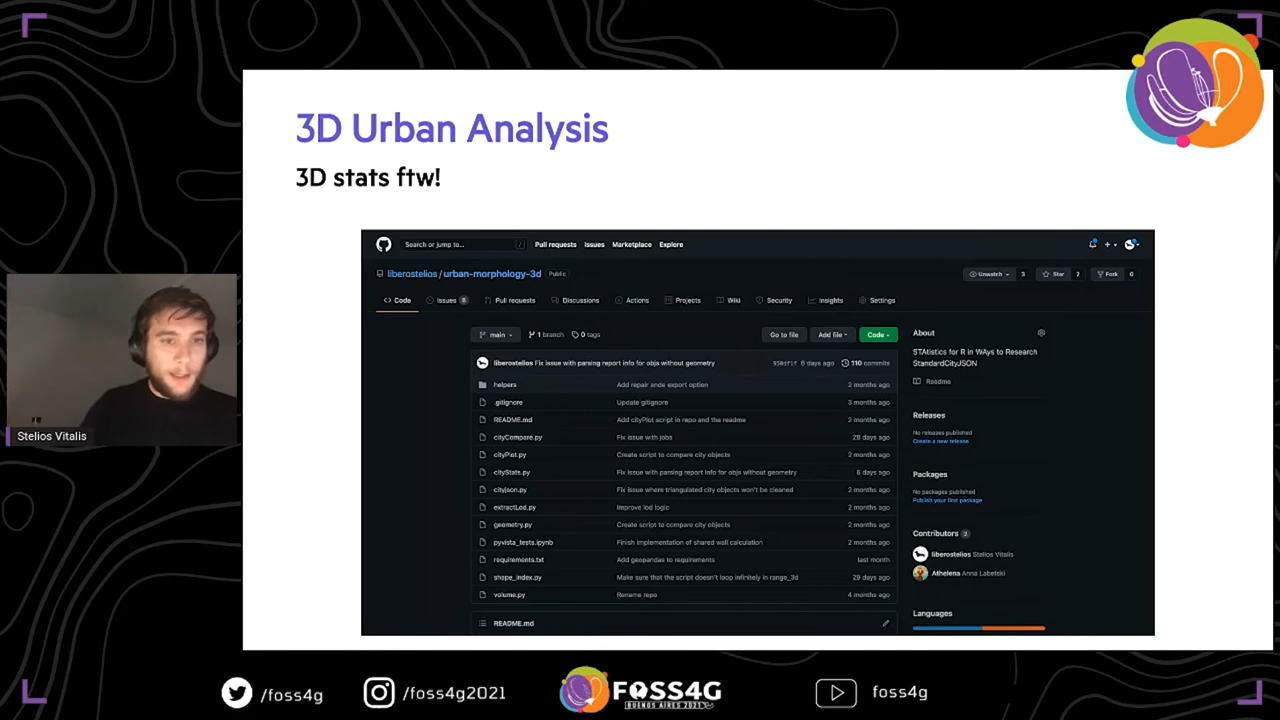 3D Urban Analysis
3D stats ftw!
Search or jump to... /
Pull requests Issues Marketplace Explore
liberostelios / urban-morphology-3d Public
Unwatch 3 Star 7 Fork 0
Code Issues 8 Pull requests Discussions Actions Projects Wiki Security Insights Settings
main 1 branch 0 tags Go to file Add file Code
liberostelios Fix issue with parsing report info for objs without geometry 6 days ago 110 commits
helpers Add repair ande export option 2 months ago
.gitignore Update gitignore 3 months ago
README.md Add cityPlot script in repo and the readme 2 months ago
cityCompare.py Fix issue with jobs 28 days ago
cityPlot.py Create script to compare city objects 2 months ago
cityStats.py Fix issue with parsing report info for objs without geometry 6 days ago
cityjson.py Fix issue where triangulated city objects won't be cleaned 2 months ago
extractLod.py Improve lod logic 2 months ago
geometry.py Create script to compare city objects 2 months ago
pyvista_tests.ipynb Finish implementation of shared wall calculation 2 months ago
requirements.txt Add geopandas to requirements last month
shape_index.py Make sure that the script doesn't loop infinitely in range_3d 29 days ago
volume.py Rename repo 4 months ago
README.md
About
STAtistics for R in WAys to Research
StandardCityJSON
Readme
Releases
No releases published
Create a new release
Packages
No packages published
Publish your first package
Contributors 2
liberostelios Stelios Vitalis
Athelena Anna Labetski
Languages
Stelios Vitalis
/foss4g
/foss4g2021
FOSS4G
BUENOS AIRES 2021
foss4g